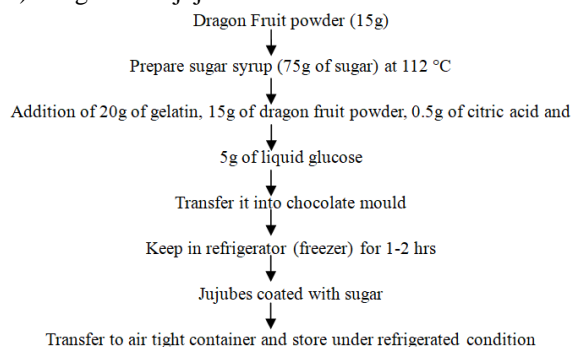 Dragon Fruit powder (15g)
Prepare sugar syrup (75g of sugar) at 112 °C
Addition of 20g of gelatin, 15g of dragon fruit powder, 0.5g of citric acid and
5g of liquid glucose
Transfer it into chocolate mould
Keep in refrigerator (freezer) for 1-2 hrs
Jujubes coated with sugar
Transfer to air tight container and store under refrigerated condition